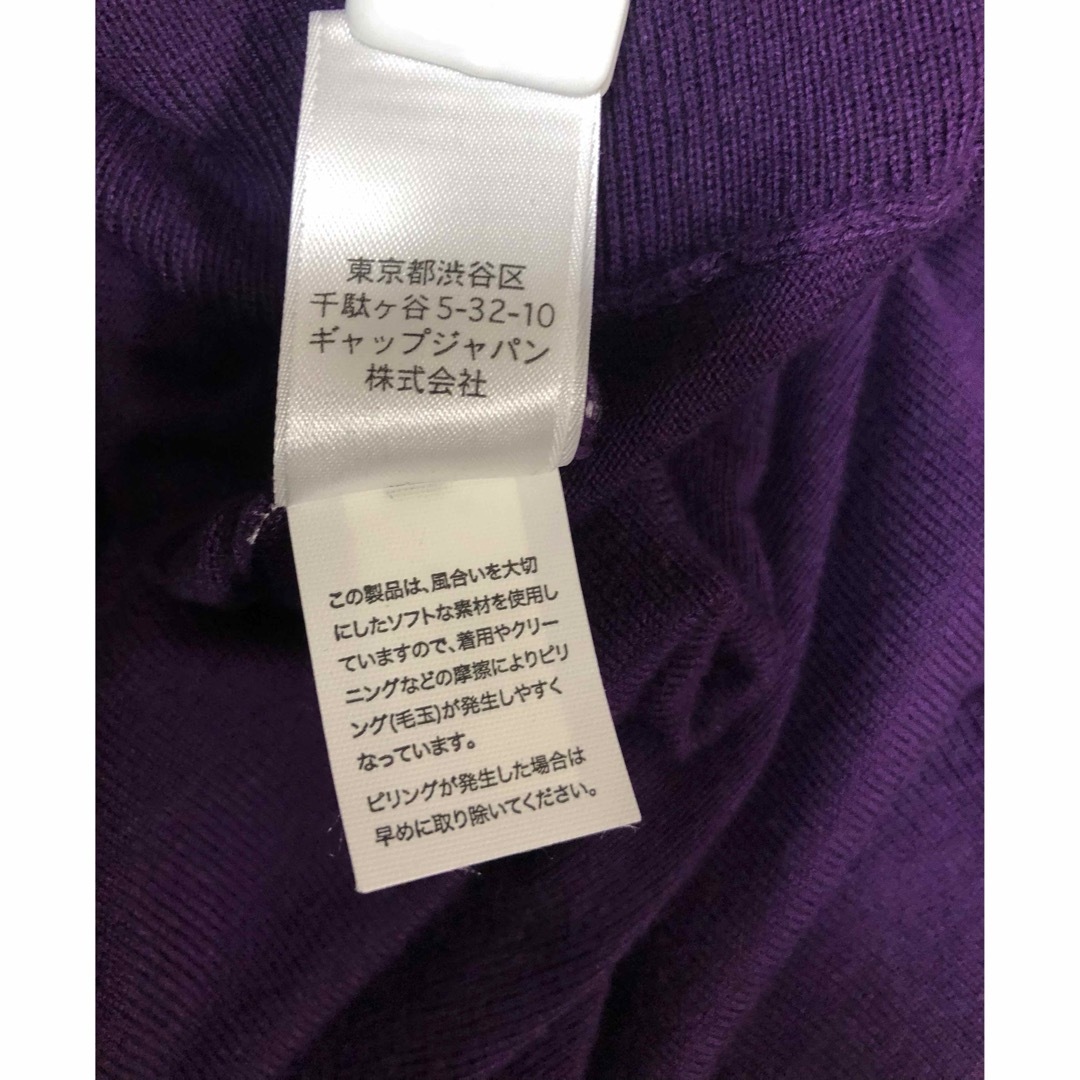 東京都渋谷区
千駄ヶ谷5-32-10
ギャップジャパン
株式会社
この製品は、風合いを大切
にしたソフトな素材を使用し
ていますので、着用やクリー
ニングなどの摩擦によりピリ
ング(毛玉)が発生しやすく
なっています。
ピリングが発生した場合は
早めに取り除いてください。